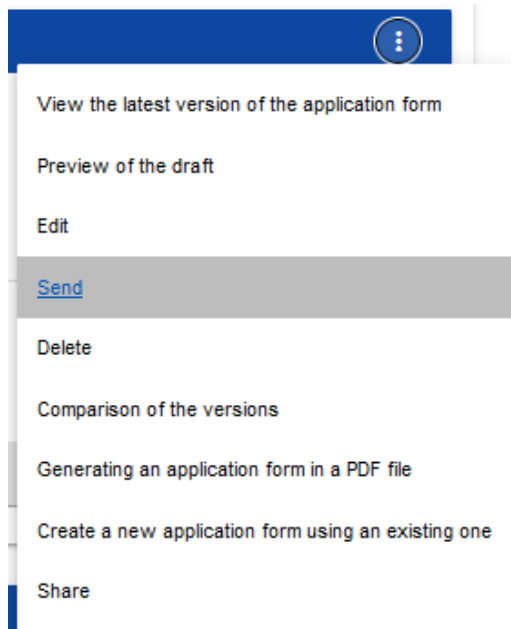 View the latest version of the application form
Preview of the draft
Edit
Send
Delete
Comparison of the versions
Generating an application form in a PDF file
Create a new application form using an existing one
Share